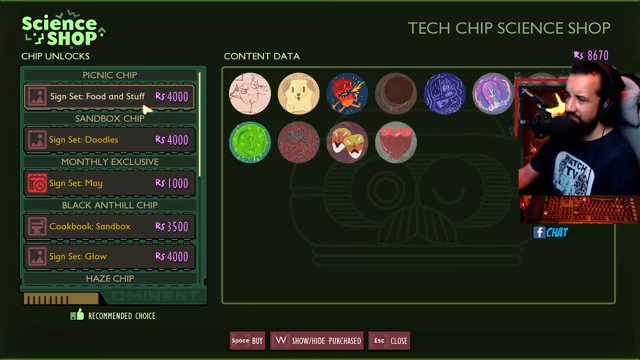 Science
SHOP
TECH CHIP SCIENCE SHOP
CHIP UNLOCKS
CONTENT DATA
RS 8670
PICNIC CHIP
Sign Set: Food and Stuff RS 4000
SANDBOX CHIP
Sign Set: Doodles RS 4000
MONTHLY EXCLUSIVE
Sign Set: May RS 1000
BLACK ANTHILL CHIP
Cookbook: Sandbox RS 3500
Sign Set: Glow RS 4000
HAZE CHIP
OMINENT
RECOMMENDED CHOICE
WATCH
TV
f CHAT
Space BUY
W SHOW/HIDE PURCHASED
Esc CLOSE